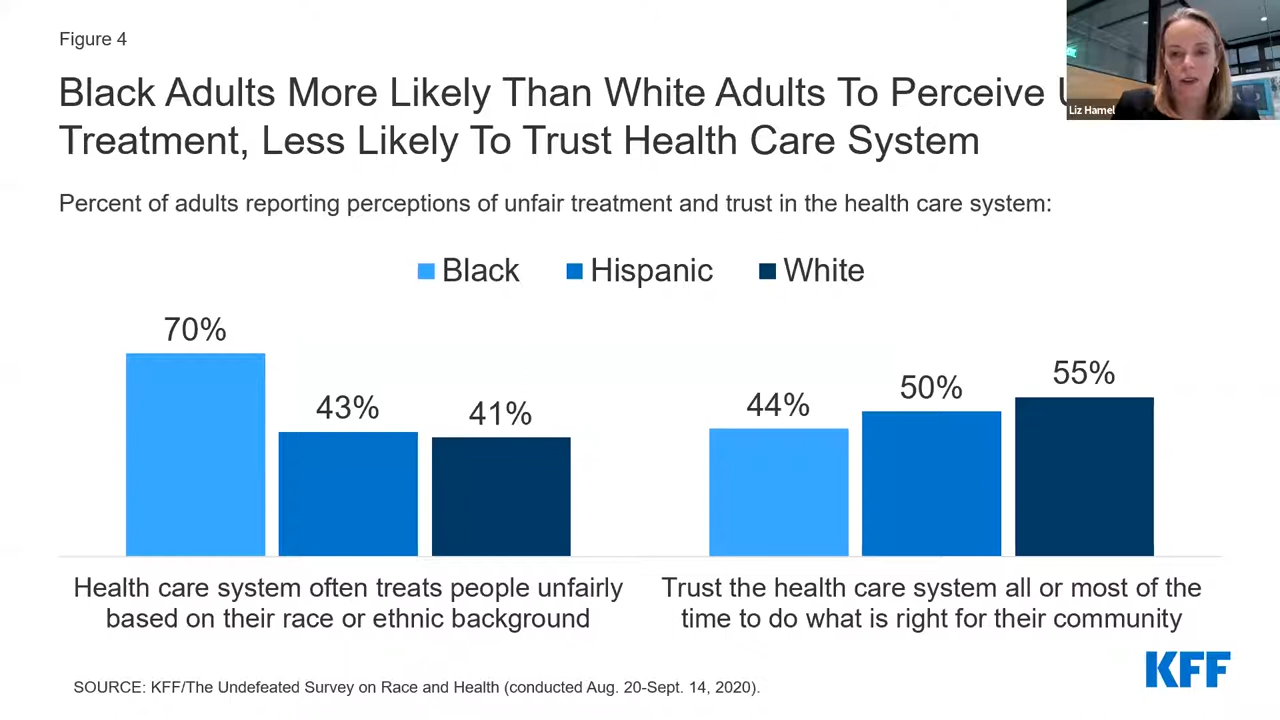 Figure 4
Black Adults More Likely Than White Adults To Perceive
Treatment, Less Likely To Trust Health Care System
Liz Hamel
Percent of adults reporting perceptions of unfair treatment and trust in the health care system:
Black Hispanic White
70%
43%
41%
44%
50%
55%
Health care system often treats people unfairly
based on their race or ethnic background
Trust the health care system all or most of the
time to do what is right for their community
SOURCE: KFF/The Undefeated Survey on Race and Health (conducted Aug. 20-Sept. 14, 2020).
KFF